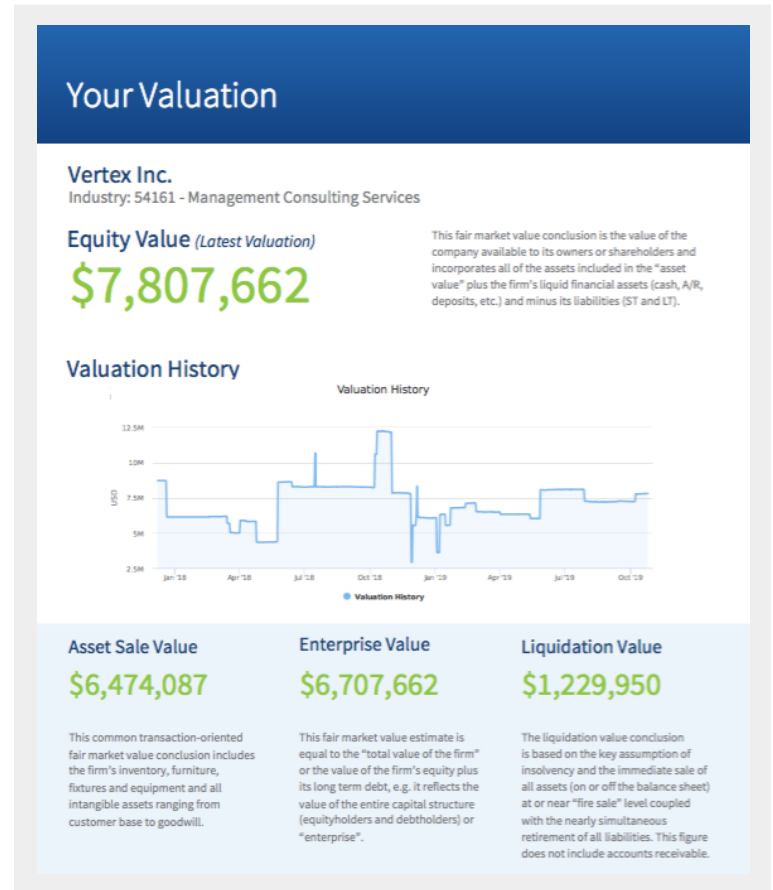 Your Valuation
Vertex Inc.
Industry: 54161 - Management Consulting Services
Equity Value (Latest Valuation)
$7,807,662
This fair market value conclusion is the value of the
company available to its owners or shareholders and
incorporates all of the assets included in the “asset
value” plus the firm’s liquid financial assets (cash, A/R,
deposits, etc.) and minus its liabilities (ST and LT).
Valuation History
Valuation History
12.5M
10M
7.5M
5M
2.5M
USD
Jan '18
Apr '18
Jul '18
Oct '18
Jan '19
Apr '19
Jul '19
Oct '19
Valuation History
Asset Sale Value
$6,474,087
This common transaction-oriented
fair market value conclusion includes
the firm’s inventory, furniture,
fixtures and equipment and all
intangible assets ranging from
customer base to goodwill.
Enterprise Value
$6,707,662
This fair market value estimate is
equal to the “total value of the firm”
or the value of the firm’s equity plus
its long term debt, e.g. it reflects the
value of the entire capital structure
(equityholders and debtholders) or
“enterprise”.
Liquidation Value
$1,229,950
The liquidation value conclusion
is based on the key assumption of
insolvency and the immediate sale of
all assets (on or off the balance sheet)
at or near “fire sale” level coupled
with the nearly simultaneous
retirement of all liabilities. This figure
does not include accounts receivable.